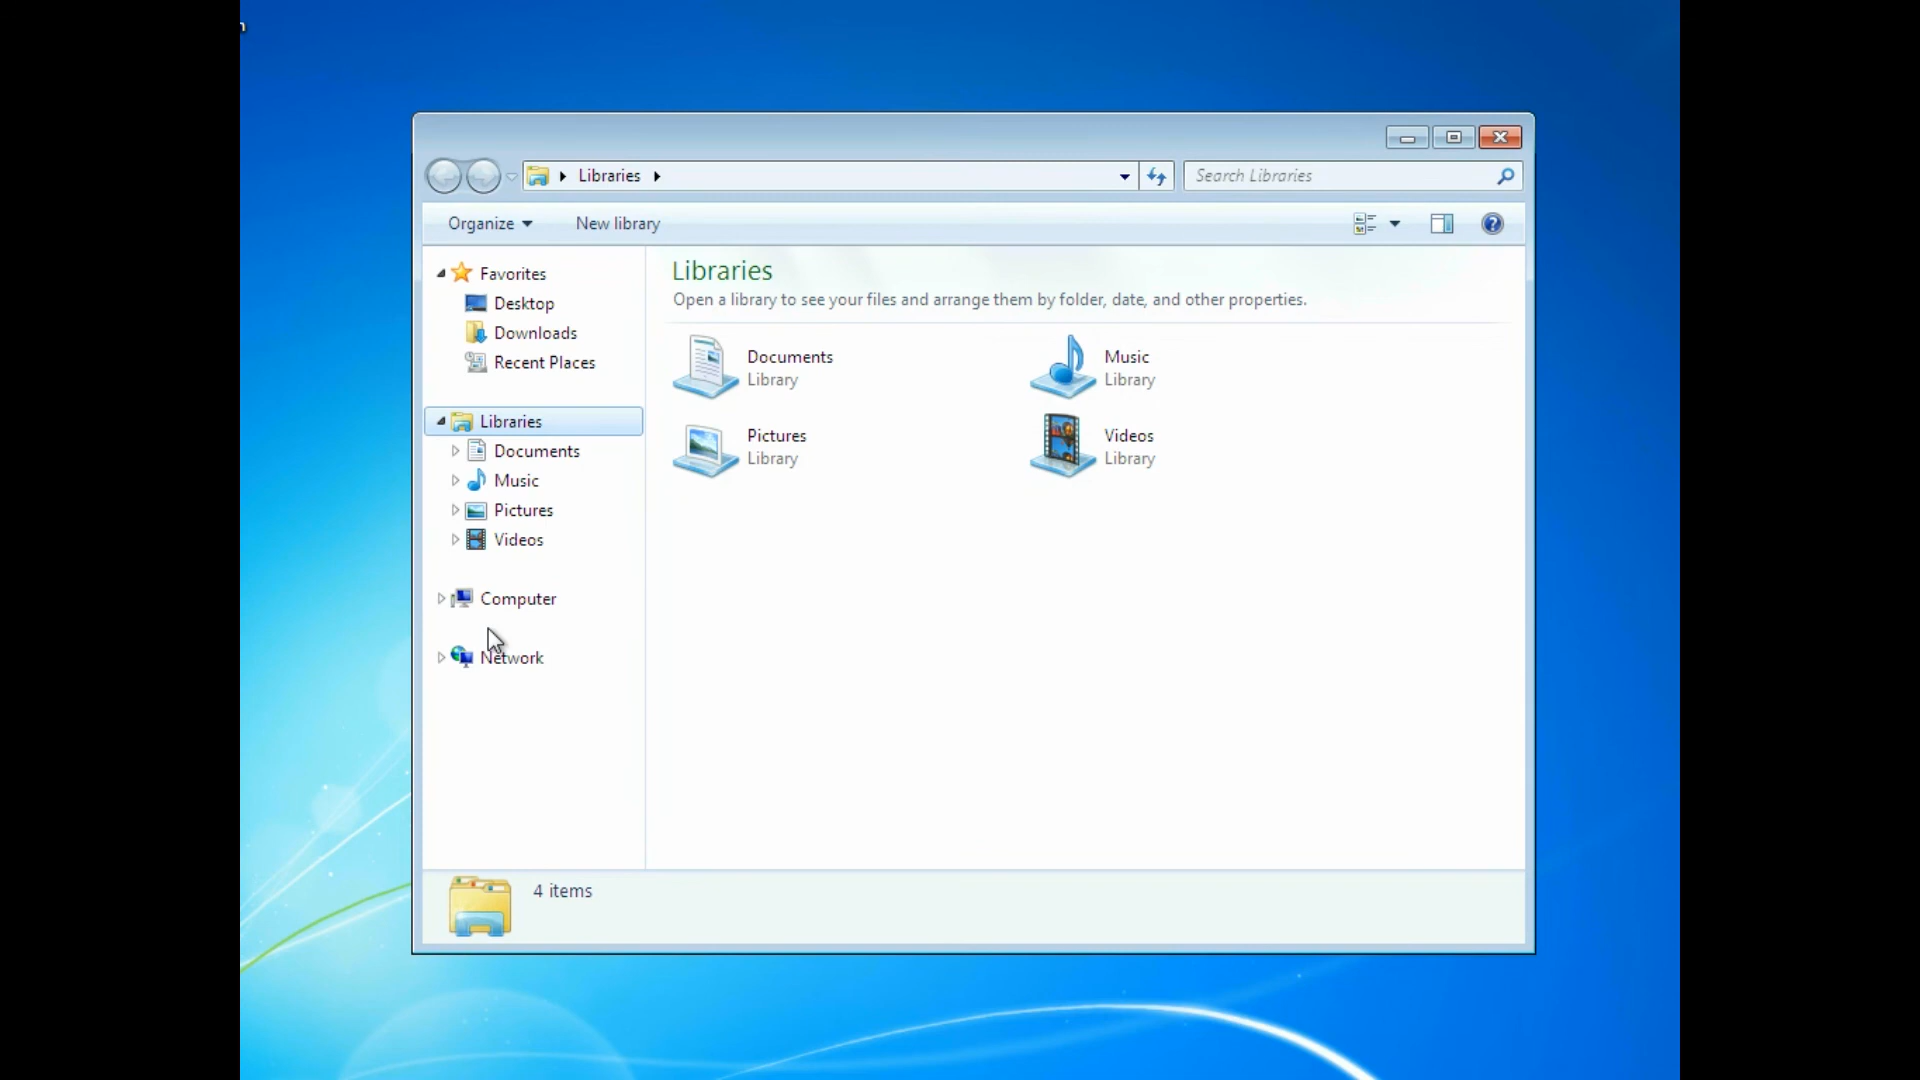 n
Libraries
Search Libraries
Organize
New library
Favorites
Desktop
Downloads
Recent Places
Libraries
Documents
Music
Pictures
Videos
Computer
Network
Libraries
Open a library to see your files and arrange them by folder, date, and other properties.
Documents
Library
Music
Library
Pictures
Library
Videos
Library
4 items